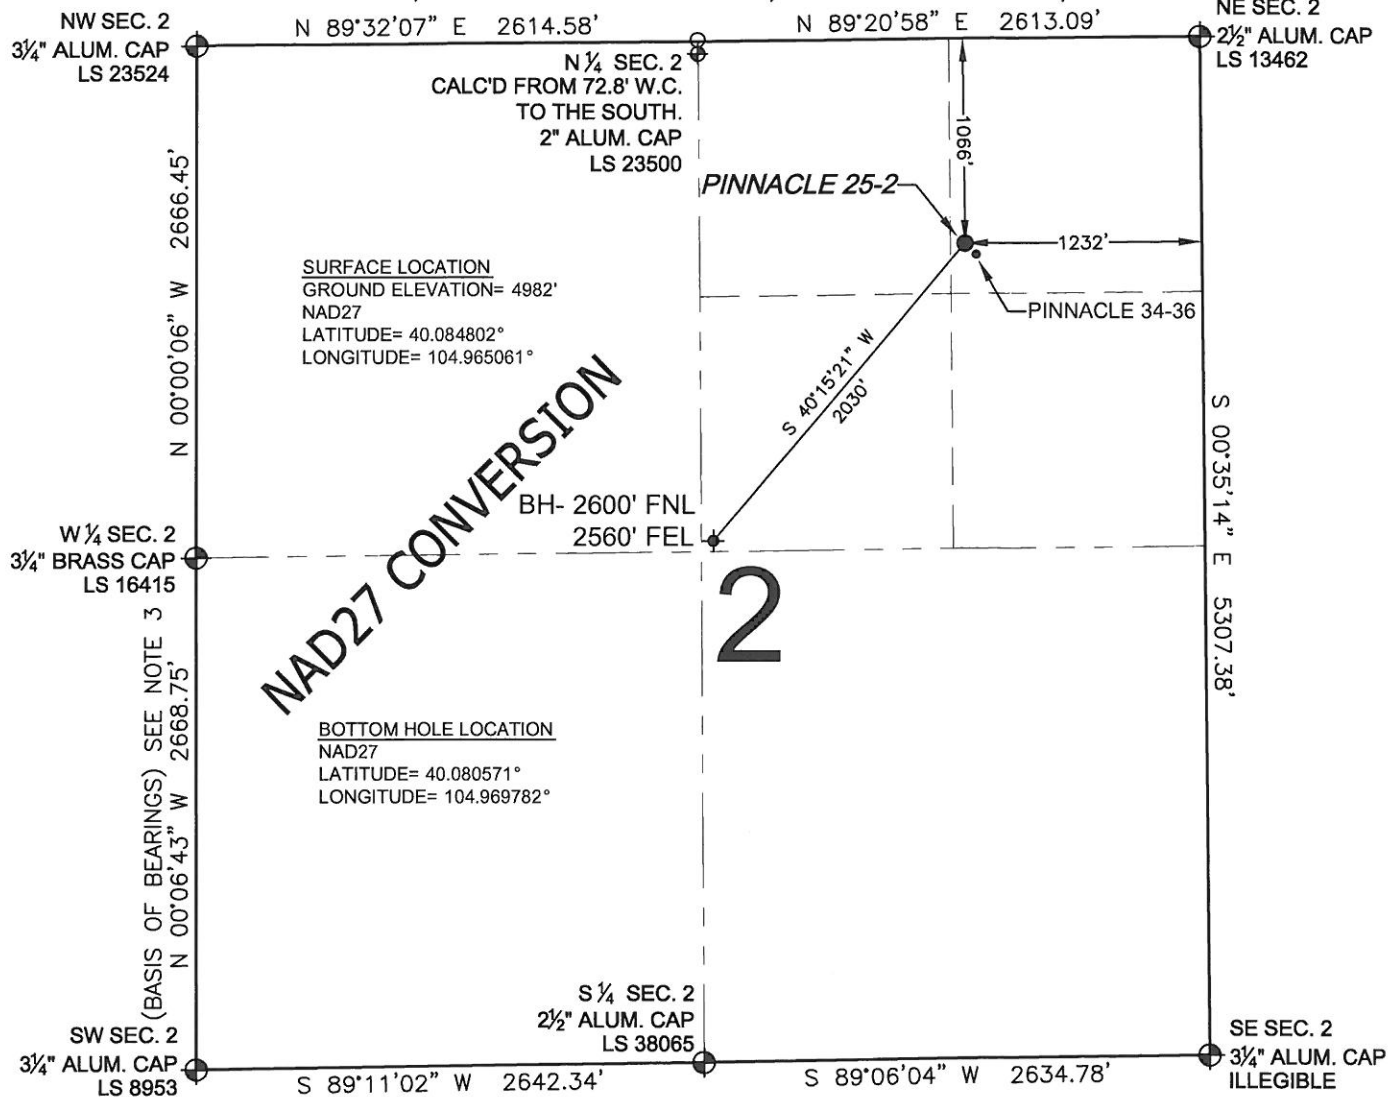 N 89°32'07" E 2614.58'
N 89°20'58" E 2613.09'
NW SEC. 2
3¼" ALUM. CAP
LS 23524
N ¼ SEC. 2
CALC'D FROM 72.8' W.C.
TO THE SOUTH.
2" ALUM. CAP
LS 23500
NE SEC. 2
2½" ALUM. CAP
LS 13462
1066'
PINNACLE 25-2
1232'
PINNACLE 34-36
SURFACE LOCATION
GROUND ELEVATION= 4982'
NAD27
LATITUDE= 40.084802°
LONGITUDE= 104.965061°
N 00°00'06" W 2666.45'
S 40°15'21" W
2030'
NAD27 CONVERSION
BH- 2600' FNL
2560' FEL
S 00°35'14" E 5307.38'
W ¼ SEC. 2
3¼" BRASS CAP
LS 16415
2
(BASIS OF BEARINGS) SEE NOTE 3
N 00°06'43" W 2668.75'
BOTTOM HOLE LOCATION
NAD27
LATITUDE= 40.080571°
LONGITUDE= 104.969782°
SW SEC. 2
3¼" ALUM. CAP
LS 8953
S ¼ SEC. 2
2½" ALUM. CAP
LS 38065
SE SEC. 2
3¼" ALUM. CAP
ILLEGIBLE
S 89°11'02" W 2642.34'
S 89°06'04" W 2634.78'